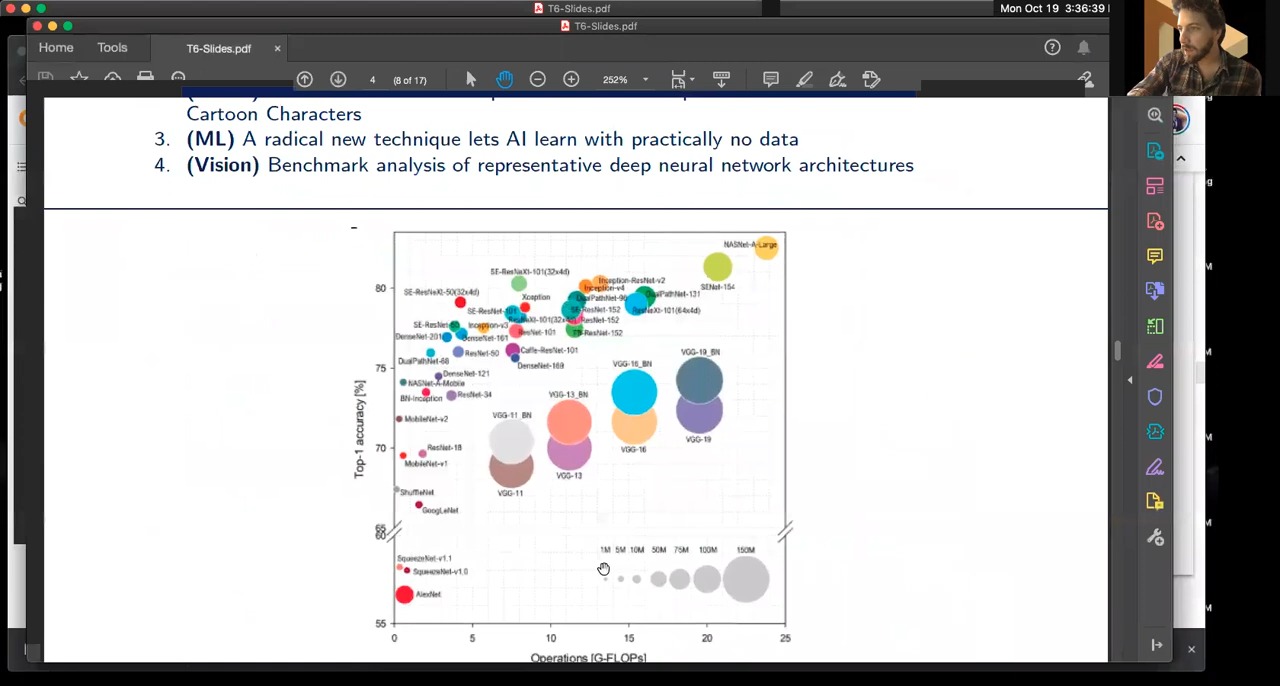 T6-Slides.pdf
Mon Oct 19 3:36:39
T6-Slides.pdf
Home
Tools
T6-Slides.pdf
4
(8 of 17)
252%
Cartoon Characters
3. (ML) A radical new technique lets AI learn with practically no data
4. (Vision) Benchmark analysis of representative deep neural network architectures
NASNet-A-Large
SE-ResNeXt-101(32x4d)
Inception-ResNet-v2
SENet-154
80
Inception-v4
SE-ResNeXt-50(32x4d)
Xception
DualPathNet-98
DualPathNet-131
SE-ResNet-101
SE-ResNet-152
ResNeXt-101(64x4d)
ResNeXt-101(32x4d)
ResNet-152
SE-ResNet-50
Inception-v3
ResNet-101
DenseNet-201
DenseNet-161
Caffe-ResNet-101
ResNet-50
VGG-19_BN
DualPathNet-68
DenseNet-169
VGG-16_BN
75
DenseNet-121
NASNet-A-Mobile
BN-Inception
ResNet-34
VGG-13_BN
VGG-11_BN
MobileNet-v2
Top-1 accuracy [%]
VGG-19
70
ResNet-18
VGG-16
MobileNet-v1
VGG-13
ShuffleNet
VGG-11
GoogLeNet
65
60
1M 5M 10M 50M 75M 100M 150M
SqueezeNet-v1.1
SqueezeNet-v1.0
AlexNet
55
0 5 10 15 20 25
Operations [G-FLOPs]